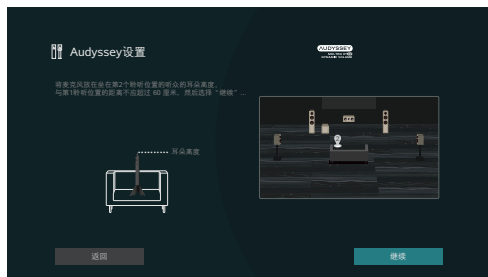 Audyssey设置
AUDYSSEY
将麦克风放在坐在第2个聆听位置的听众的耳朵高度，
与第1聆听位置的距离不应超过 60 厘米，然后选择“继续”...
耳朵高度
返回
继续